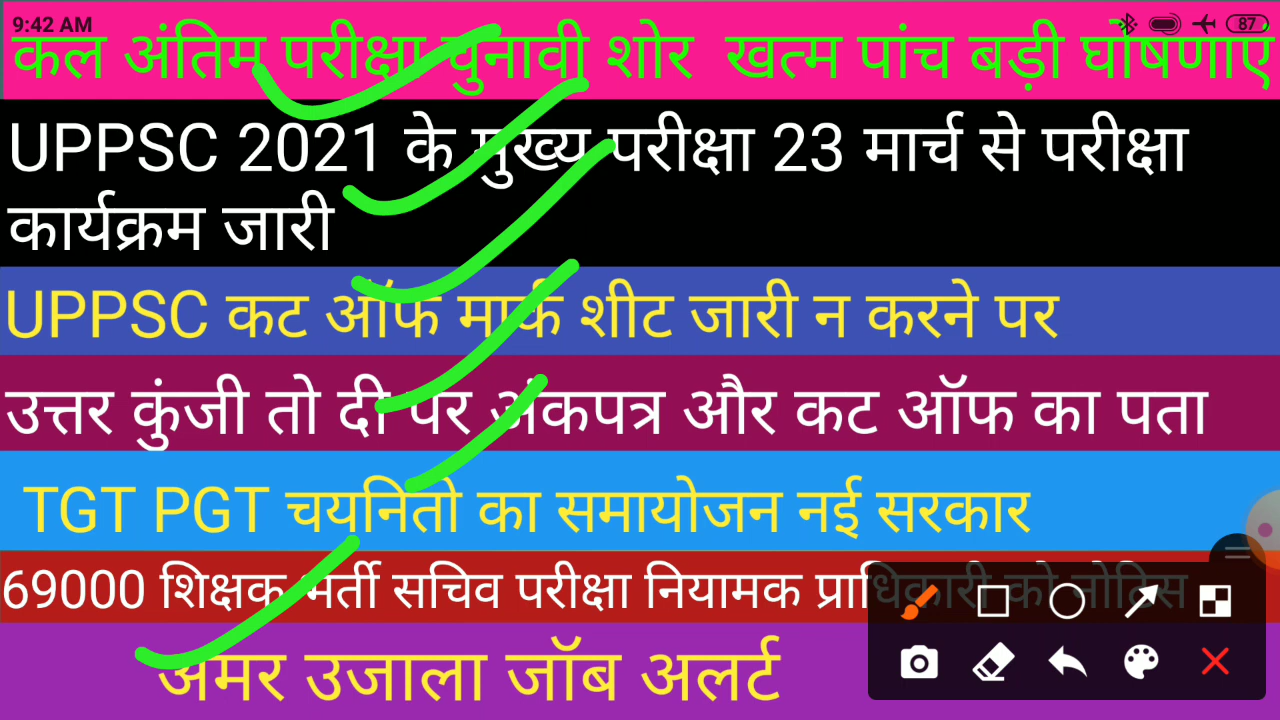 9:42 AM 87
कल अंतिम परीक्षा चुनावी शोर खत्म पांच बड़ी घोषणाएं
UPPSC 2021 के मुख्य परीक्षा 23 मार्च से परीक्षा
कार्यक्रम जारी
UPPSC कट ऑफ मार्क शीट जारी न करने पर
उत्तर कुंजी तो दी पर अंकपत्र और कट ऑफ का पता
TGT PGT चयनितो का समायोजन नई सरकार
69000 शिक्षक भर्ती सचिव परीक्षा नियामक प्राधिकारी को नोटिस
अमर उजाला जॉब अलर्ट